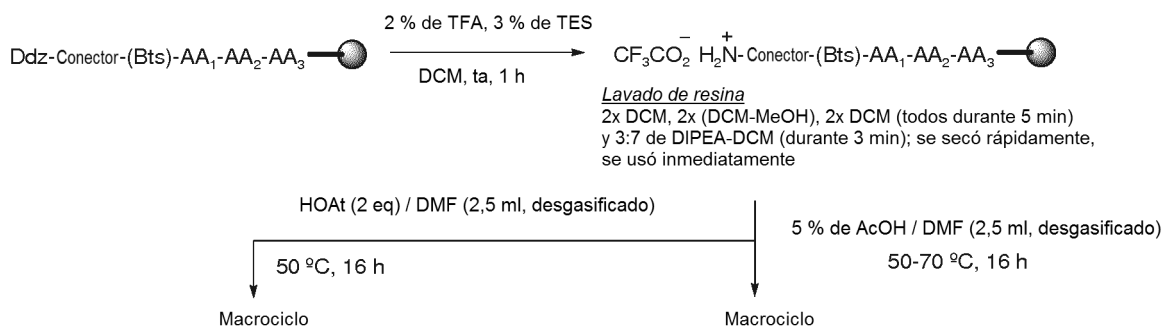 2 % de TFA, 3 % de TES
Ddz-Conector-(Bts)-AA1-AA2-AA3
DCM, ta, 1 h
CF3CO2− H2N+-Conector-(Bts)-AA1-AA2-AA3
Lavado de resina
2x DCM, 2x (DCM-MeOH), 2x DCM (todos durante 5 min)
y 3:7 de DIPEA-DCM (durante 3 min); se secó rápidamente,
se usó inmediatamente
HOAt (2 eq) / DMF (2,5 ml, desgasificado)
5 % de AcOH / DMF (2,5 ml, desgasificado)
50 ºC, 16 h
50-70 ºC, 16 h
Macrociclo
Macrociclo